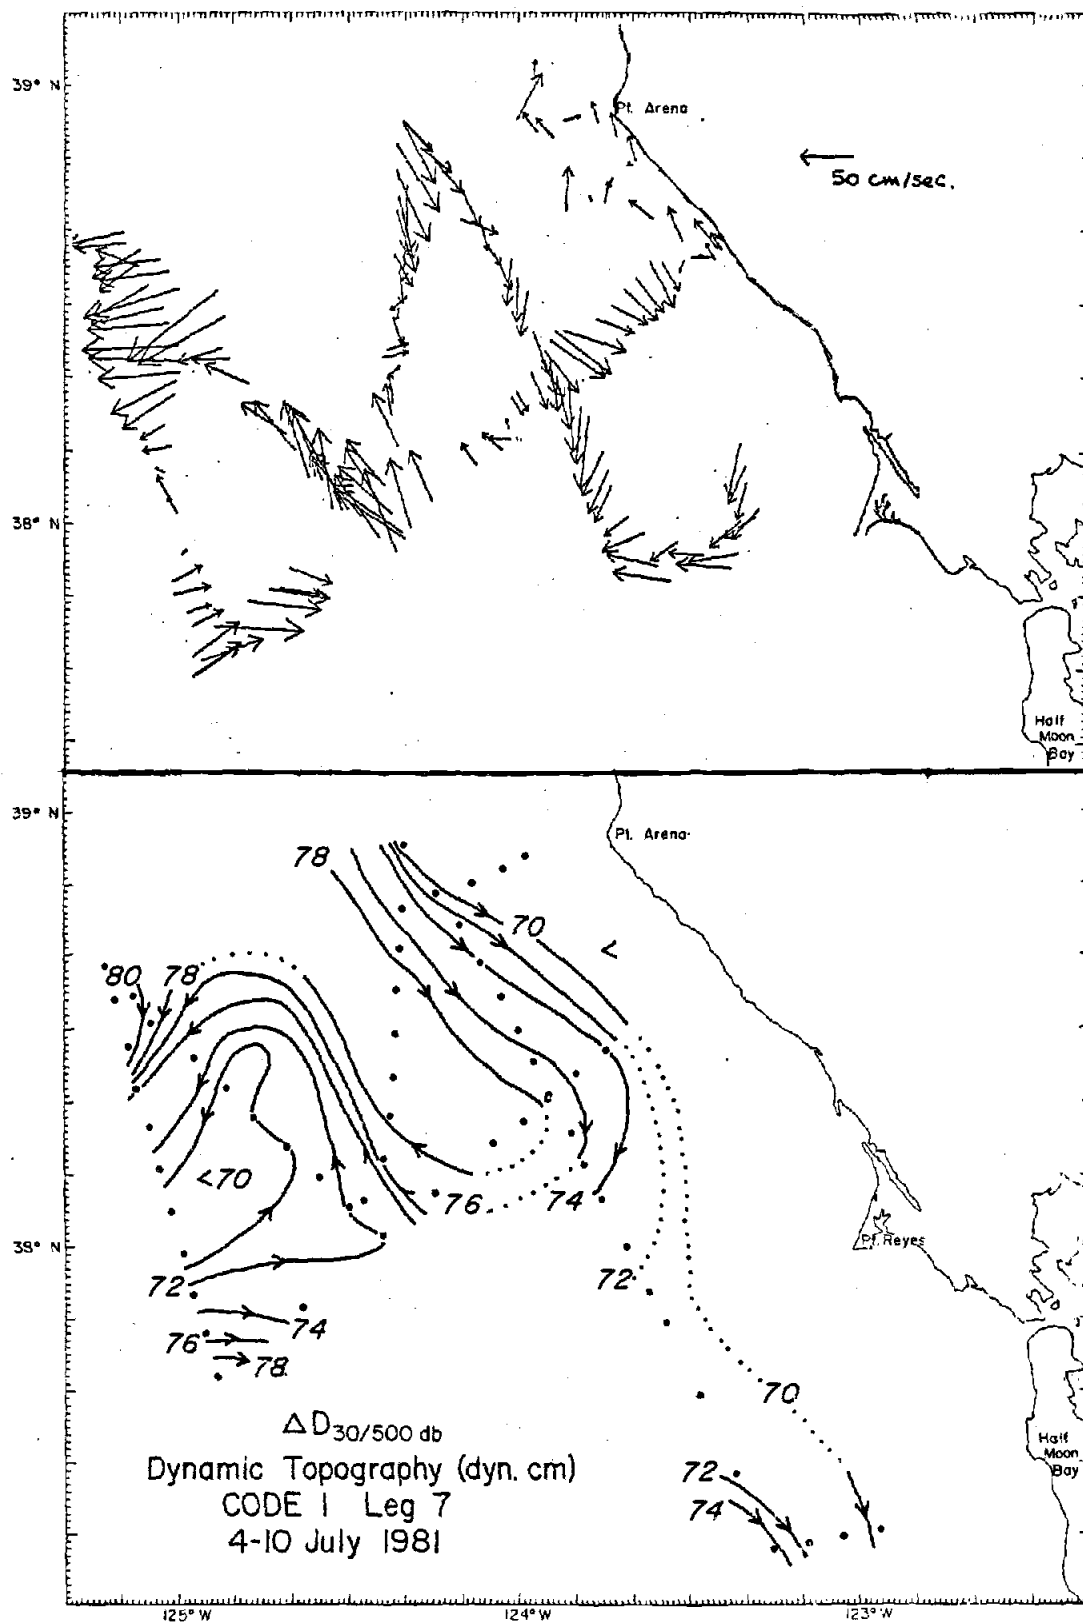 39° N
Pt. Arena
50 cm/sec.
38° N
Half
Moon
Bay
39° N
Pt. Arena
78
70
<
80
78
<70
76
74
38° N
Pt. Reyes
72
72
74
76
78
70
ΔD30/500 db
Dynamic Topography (dyn. cm)
CODE 1 Leg 7
4-10 July 1981
72
74
Half
Moon
Bay
125° W
124° W
123° W